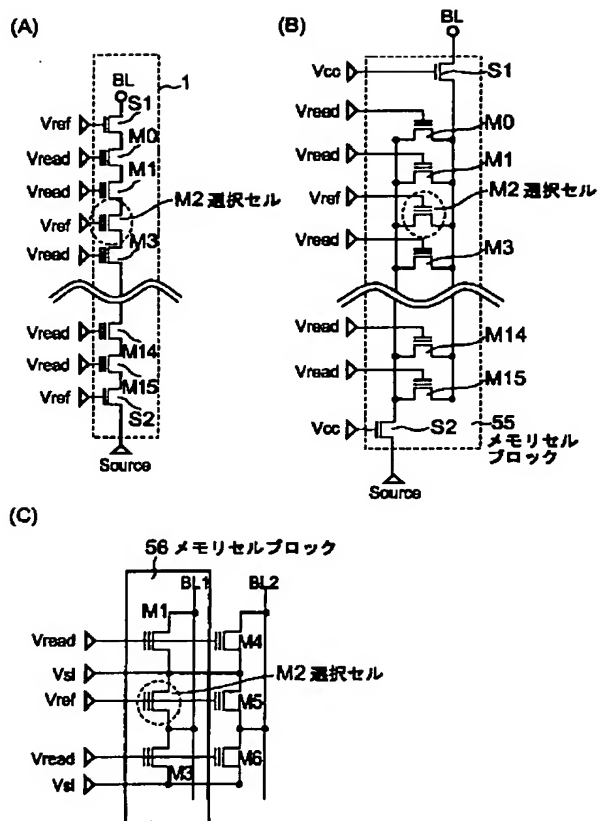 (A)
BL
1
S1
Vref
M0
Vread
M1
Vread
Vref
M2 選択セル
Vread
M3
Vread
M14
Vread
M15
Vref
S2
Source
(B)
BL
Vcc
S1
Vread
M0
Vread
M1
Vref
M2 選択セル
Vread
M3
Vread
M14
Vread
M15
Vcc
S2
55
メモリセル
ブロック
Source
(C)
56 メモリセルブロック
BL1
BL2
M1
Vread
M4
Vsl
M2 選択セル
Vref
M5
Vread
M6
M3
Vsl